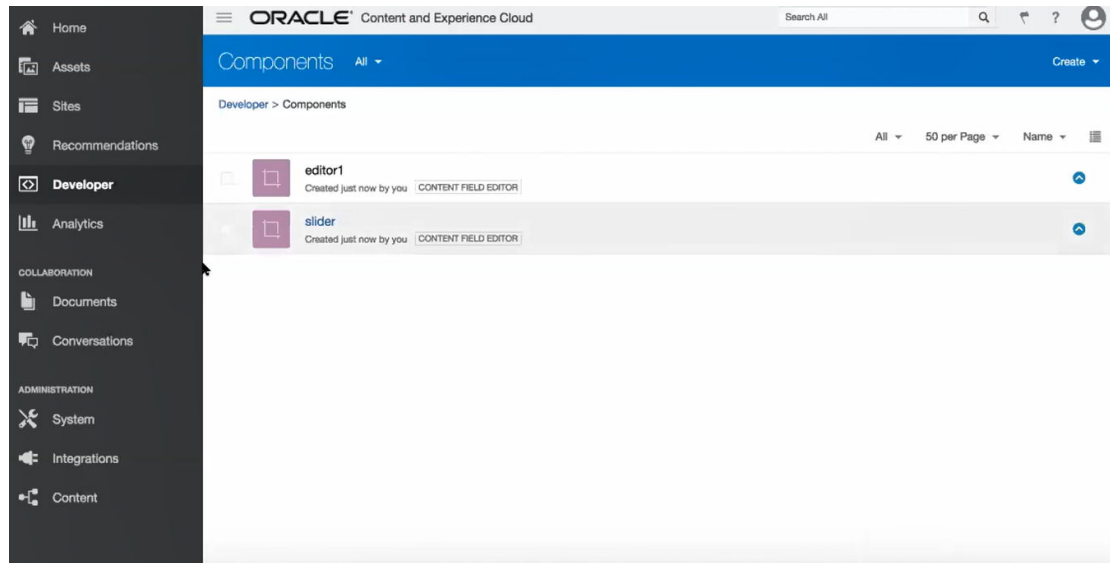 ORACLE® Content and Experience Cloud
Search All
?
Components All
Create
Developer > Components
All 50 per Page Name
editor1
Created just now by you CONTENT FIELD EDITOR
slider
Created just now by you CONTENT FIELD EDITOR
Home
Assets
Sites
Recommendations
Developer
Analytics
COLLABORATION
Documents
Conversations
ADMINISTRATION
System
Integrations
Content